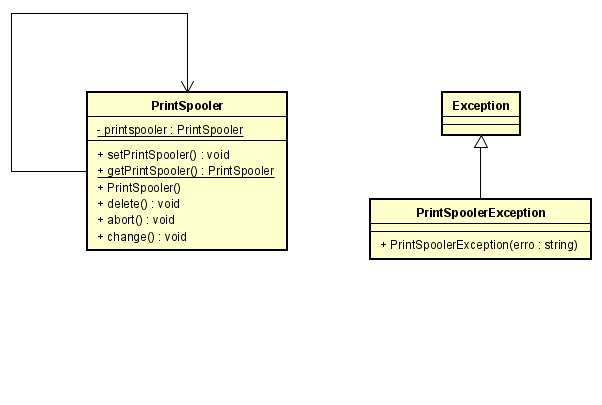 PrintSpooler
- printspooler : PrintSpooler
+ setPrintSpooler() : void
+ getPrintSpooler() : PrintSpooler
+ PrintSpooler()
+ delete() : void
+ abort() : void
+ change() : void
Exception
PrintSpoolerException
+ PrintSpoolerException(erro : string)